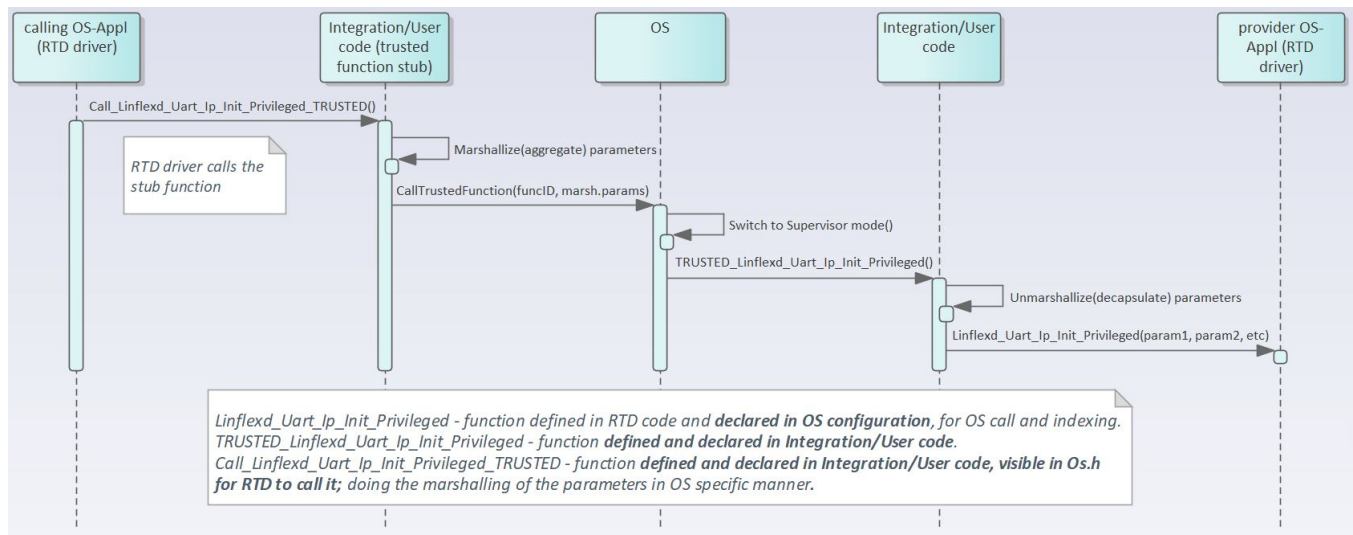 calling OS-Appl
(RTD driver)
Integration/User
code (trusted
function stub)
OS
Integration/User
code
provider OS-
Appl (RTD
driver)
Call_Linflexd_Uart_Ip_Init_Privileged_TRUSTED()
RTD driver calls the
stub function
Marshallize(aggregate) parameters
CallTrustedFunction(funcID, marsh.params)
Switch to Supervisor mode()
TRUSTED_Linflexd_Uart_Ip_Init_Privileged()
Unmarshallize(decapsulate) parameters
Linflexd_Uart_Ip_Init_Privileged(param1, param2, etc)
Linflexd_Uart_Ip_Init_Privileged - function defined in RTD code and declared in OS configuration, for OS call and indexing.
TRUSTED_Linflexd_Uart_Ip_Init_Privileged - function defined and declared in Integration/User code.
Call_Linflexd_Uart_Ip_Init_Privileged_TRUSTED - function defined and declared in Integration/User code, visible in Os.h
for RTD to call it; doing the marshalling of the parameters in OS specific manner.